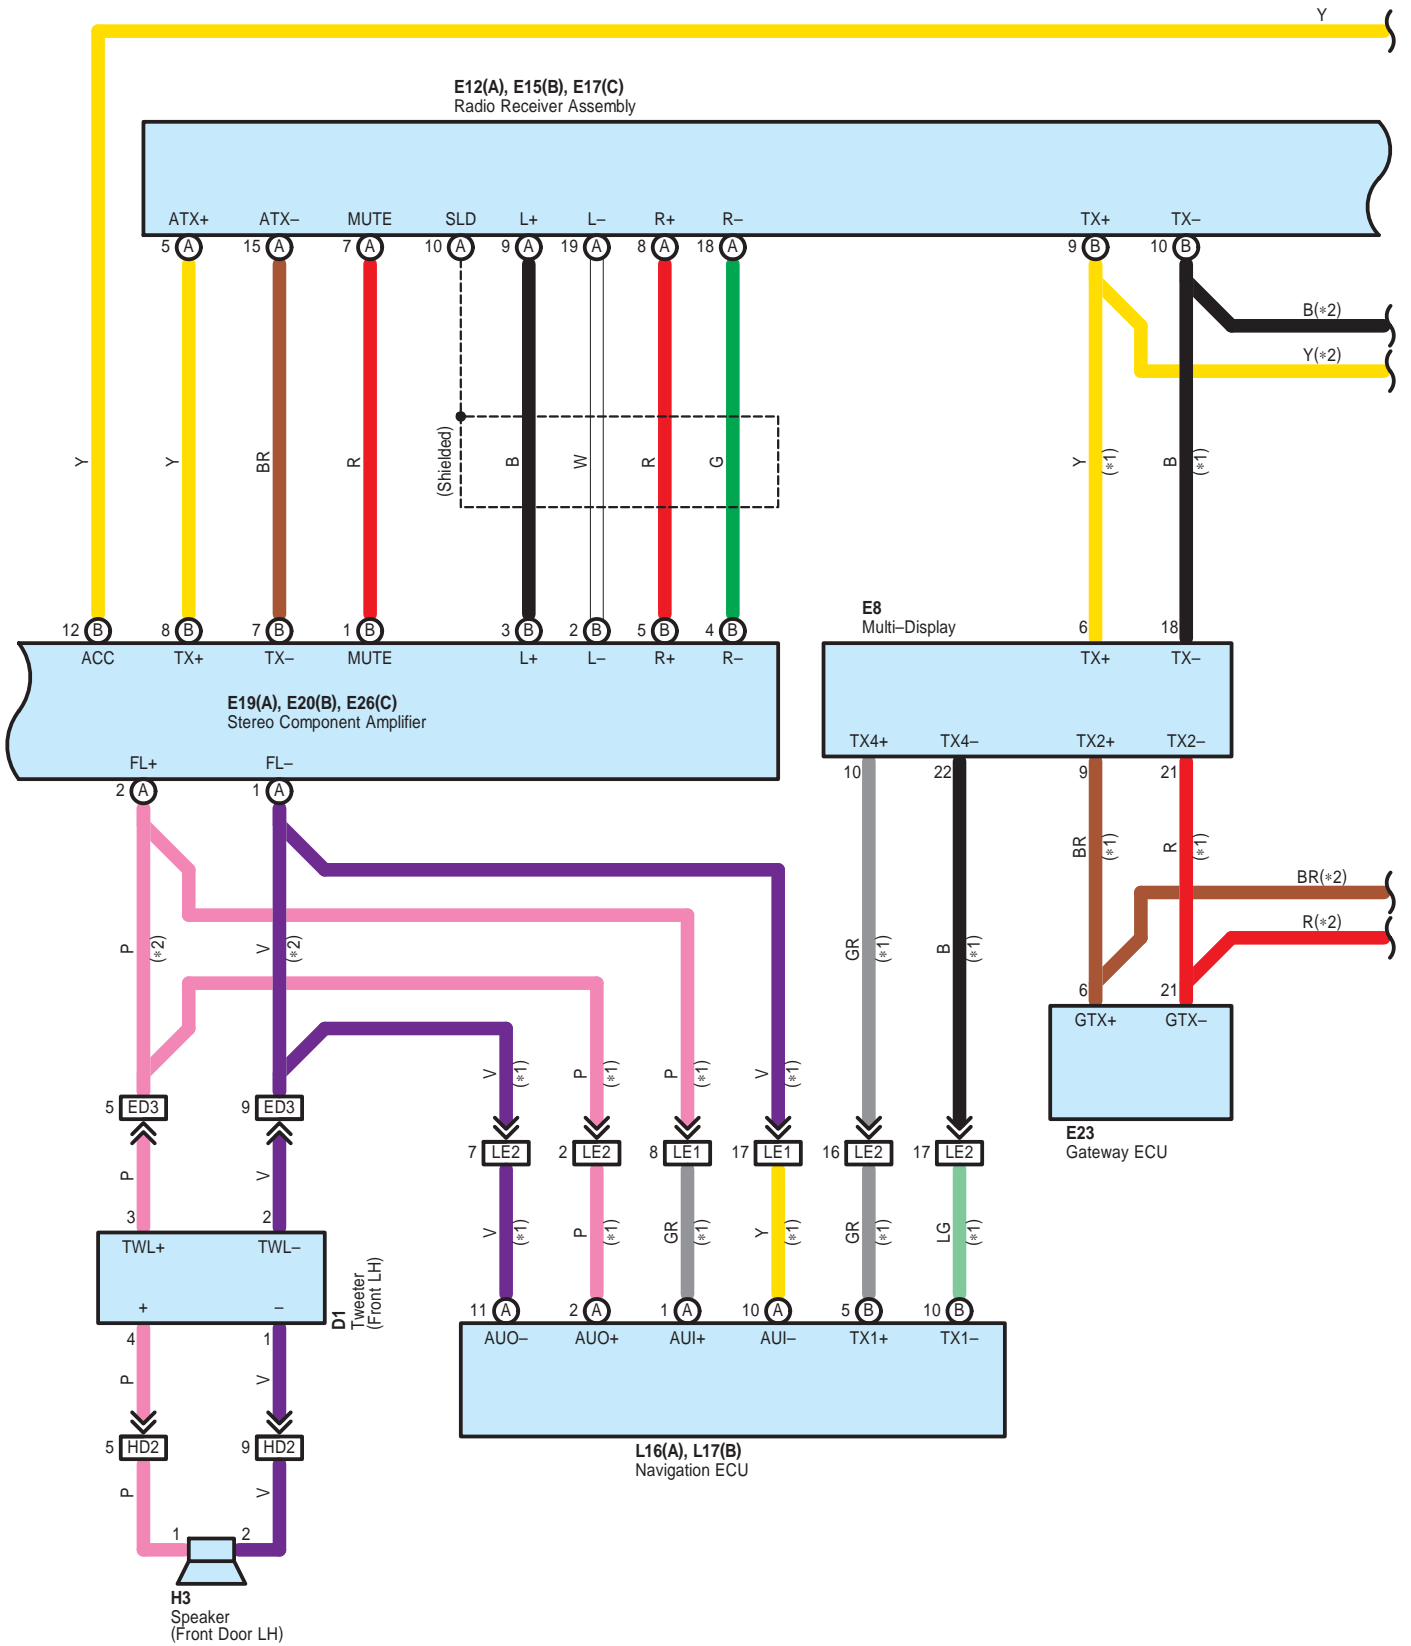 Y
E12(A), E15(B), E17(C)
Radio Receiver Assembly
ATX+ ATX– MUTE SLD L+ L– R+ R– TX+ TX–
5 A 15 A 7 A 10 A 9 A 19 A 8 A 18 A 9 B 10 B
B(*2)
Y(*2)
Y Y BR R (Shielded) B W R G Y (*1) B (*1)
E8
Multi–Display
12 B 8 B 7 B 1 B 3 B 2 B 5 B 4 B 6 18
ACC TX+ TX– MUTE L+ L– R+ R– TX+ TX–
E19(A), E20(B), E26(C)
Stereo Component Amplifier
TX4+ TX4– TX2+ TX2–
FL+ FL–
10 22 9 21
2 A 1 A
BR (*1) R (*1)
BR(*2)
R(*2)
P (*2) V (*2) GR (*1) B (*1)
6 21
GTX+ GTX–
V (*1) P (*1) P (*1) V (*1)
5 ED3 9 ED3
E23
Gateway ECU
7 LE2 2 LE2 8 LE1 17 LE1 16 LE2 17 LE2
P V
3 2
TWL+ TWL–
V (*1) P (*1) GR (*1) Y (*1) GR (*1) LG (*1)
+ –
D1
Tweeter
(Front LH)
11 A 2 A 1 A 10 A 5 B 10 B
AUO– AUO+ AUI+ AUI– TX1+ TX1–
4 1
P V
5 HD2 9 HD2
L16(A), L17(B)
Navigation ECU
P V
1 2
H3
Speaker
(Front Door LH)